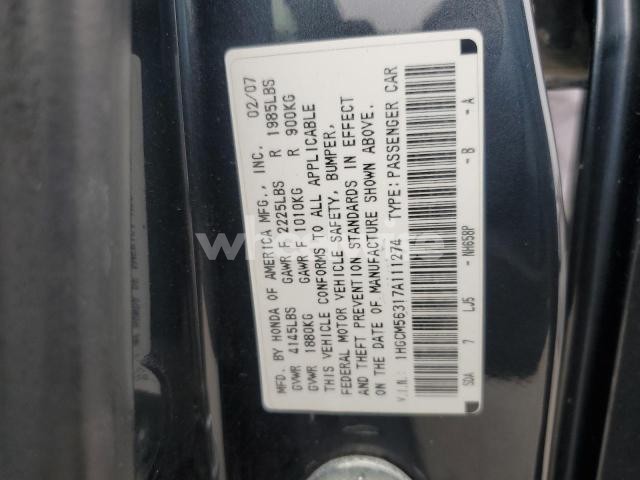 MFD. BY HONDA OF AMERICA MFG., INC. 02/07
GVWR 4145LBS GAWR F 2225LBS R 1985LBS
GVWR 1880KG GAWR F 1010KG R 900KG
THIS VEHICLE CONFORMS TO ALL APPLICABLE
FEDERAL MOTOR VEHICLE SAFETY, BUMPER,
AND THEFT PREVENTION STANDARDS IN EFFECT
ON THE DATE OF MANUFACTURE SHOWN ABOVE.
V.I.N.: 1HGCM56317A111274 TYPE: PASSENGER CAR
SDA 7 LJ5 - NH658P - B - A